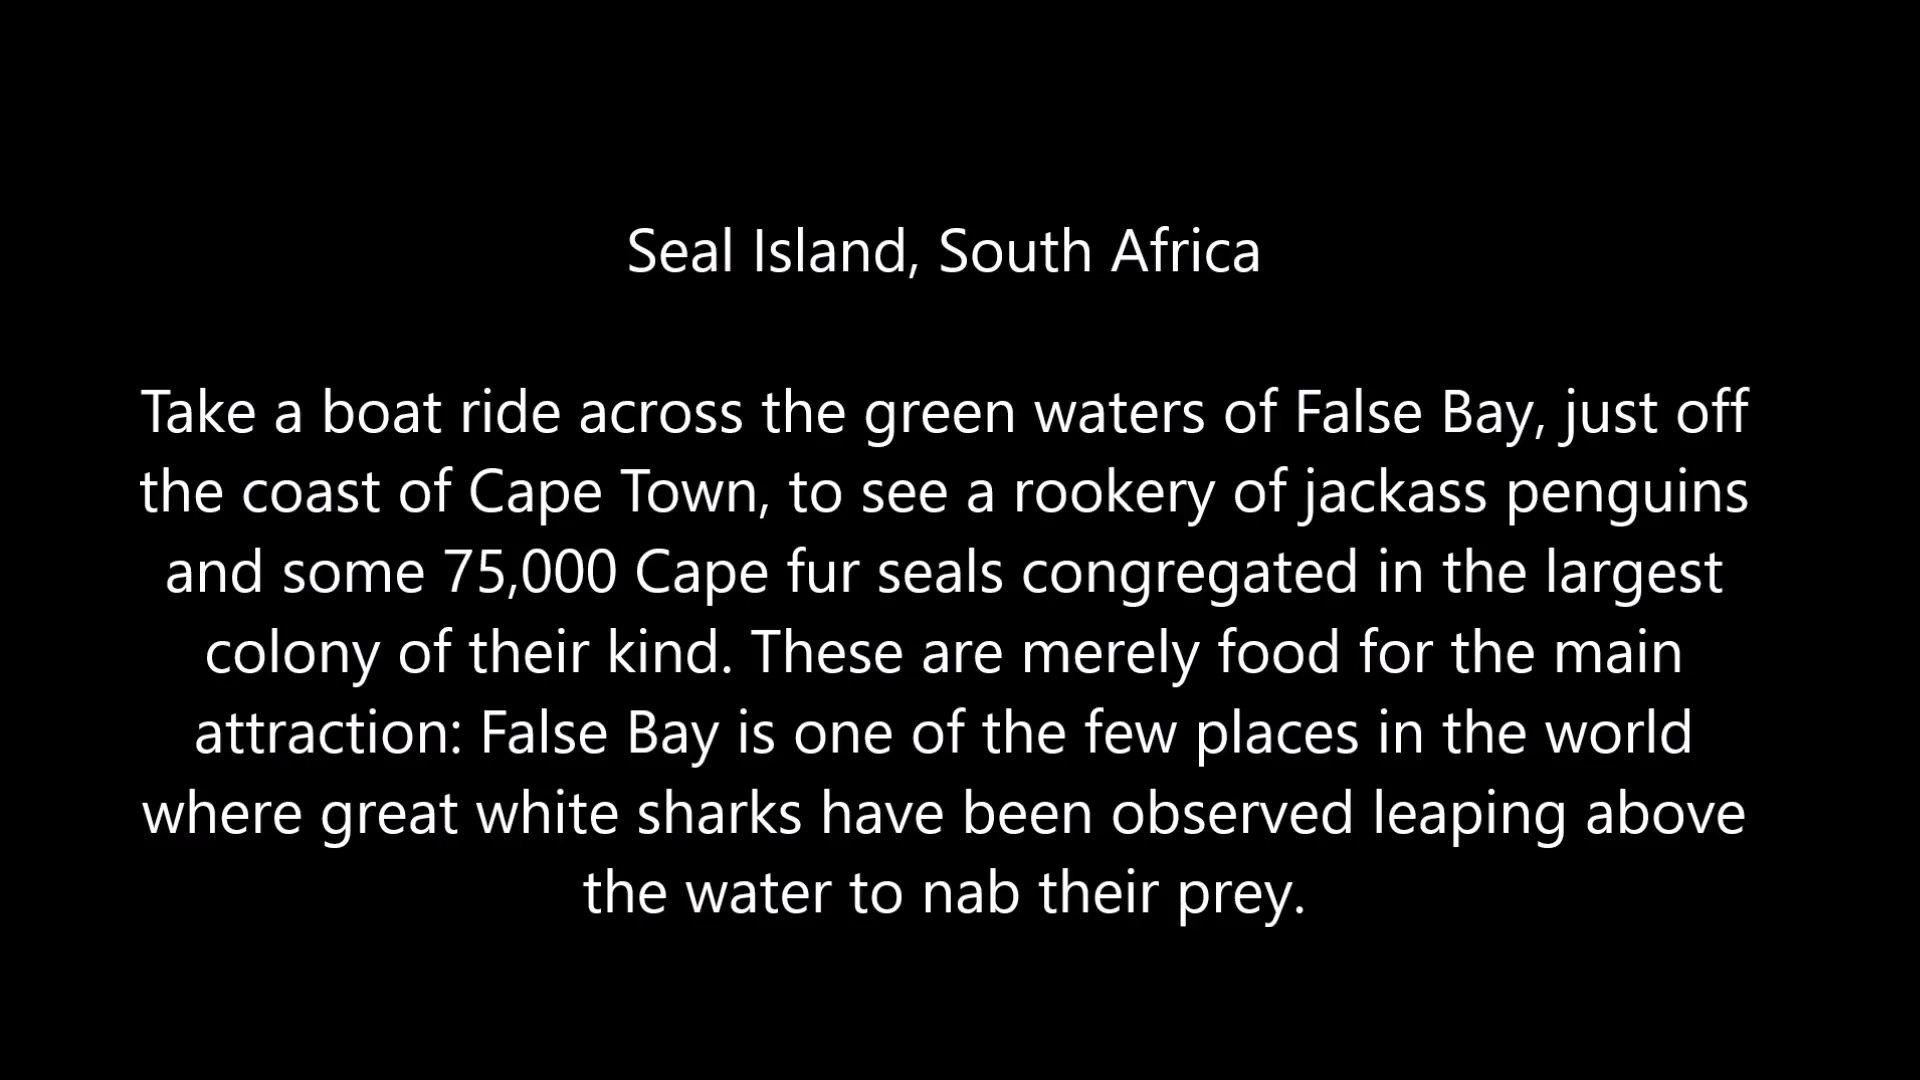 Seal Island, South Africa
Take a boat ride across the green waters of False Bay, just off
the coast of Cape Town, to see a rookery of jackass penguins
and some 75,000 Cape fur seals congregated in the largest
colony of their kind. These are merely food for the main
attraction: False Bay is one of the few places in the world
where great white sharks have been observed leaping above
the water to nab their prey.